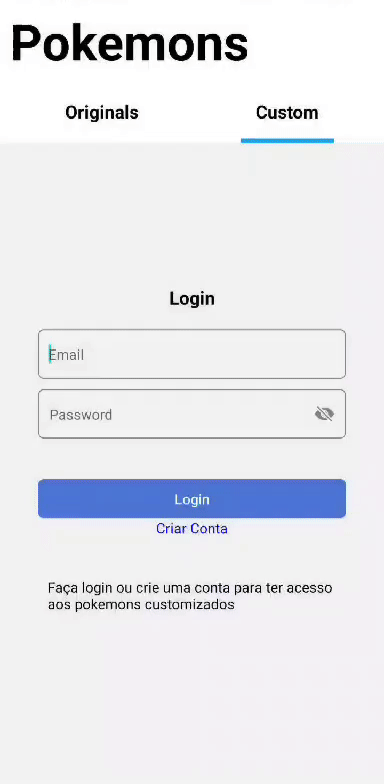 Pokemons
Originals
Custom
Login
Email
Password
Login
Criar Conta
Faça login ou crie uma conta para ter acesso
aos pokemons customizados